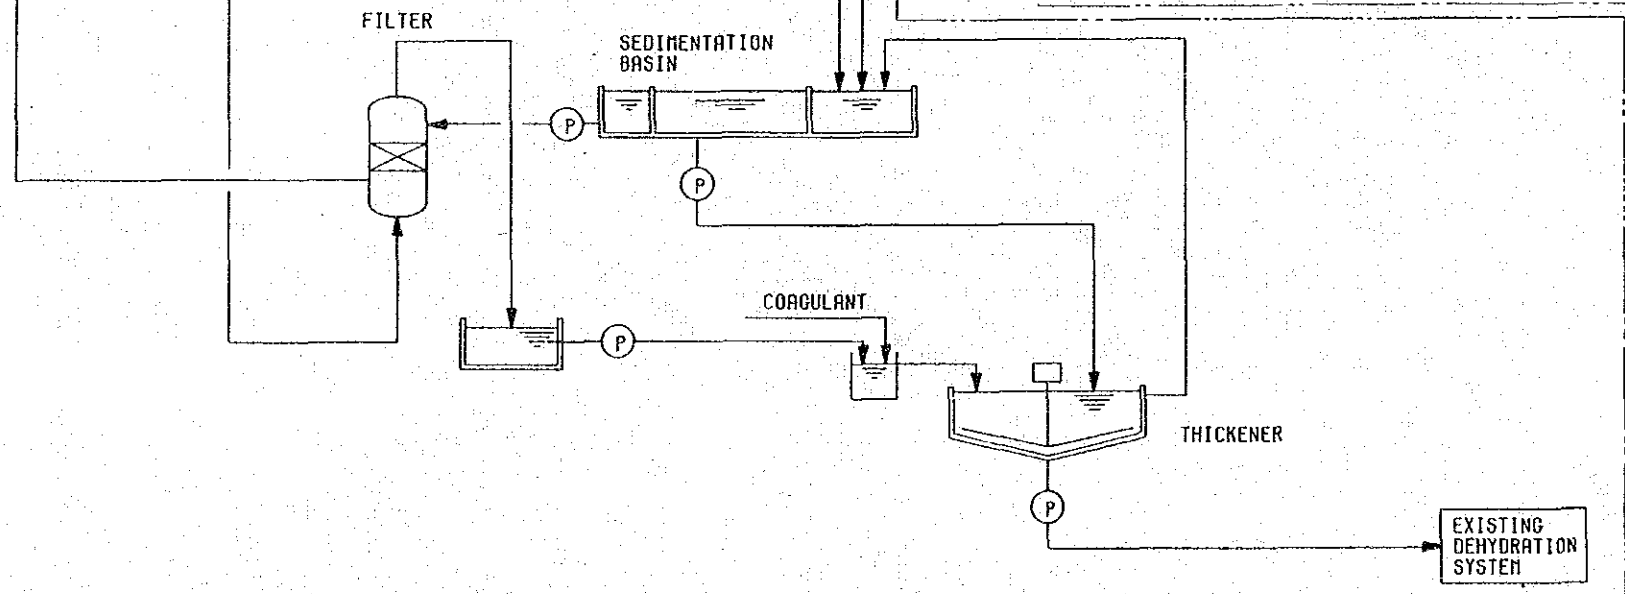 FILTER
SEDIMENTATION
BASIN
P
P
COAGULANT
P
THICKENER
P
EXISTING
DEHYDRATION
SYSTEM